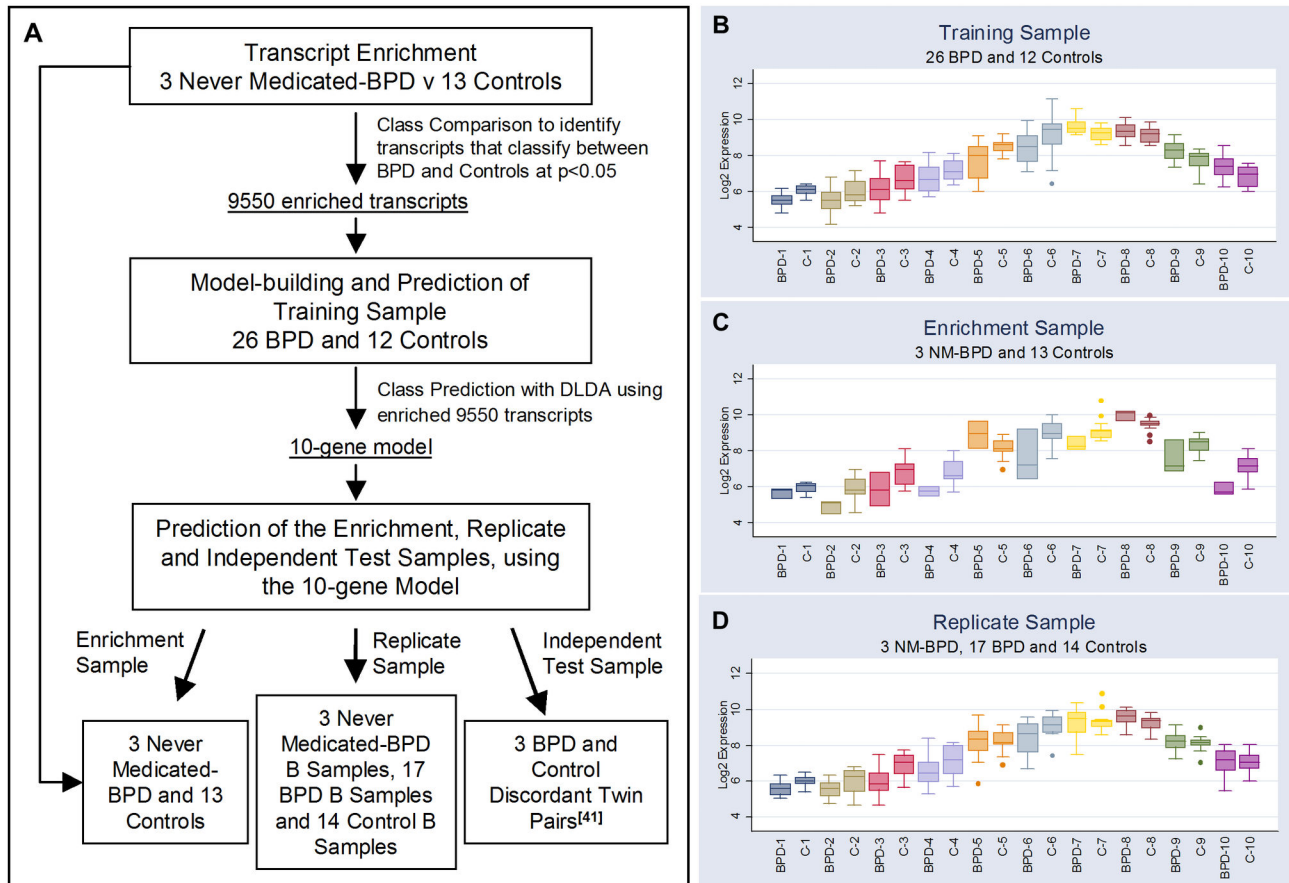 A
Transcript Enrichment
3 Never Medicated-BPD v 13 Controls
Class Comparison to identify
transcripts that classify between
BPD and Controls at p<0.05
9550 enriched transcripts
Model-building and Prediction of
Training Sample
26 BPD and 12 Controls
Class Prediction with DLDA using
enriched 9550 transcripts
10-gene model
Prediction of the Enrichment, Replicate
and Independent Test Samples, using
the 10-gene Model
Enrichment
Sample
Replicate
Sample
Independent
Test Sample
3 Never
Medicated-
BPD and 13
Controls
3 Never
Medicated-BPD
B Samples, 17
BPD B Samples
and 14 Control B
Samples
3 BPD and
Control
Discordant Twin
Pairs[41]
B
Training Sample
26 BPD and 12 Controls
Log2 Expression
12
10
8
6
4
BPD-1 C-1 BPD-2 C-2 BPD-3 C-3 BPD-4 C-4 BPD-5 C-5 BPD-6 C-6 BPD-7 C-7 BPD-8 C-8 BPD-9 C-9 BPD-10 C-10
C
Enrichment Sample
3 NM-BPD and 13 Controls
Log2 Expression
12
10
8
6
4
BPD-1 C-1 BPD-2 C-2 BPD-3 C-3 BPD-4 C-4 BPD-5 C-5 BPD-6 C-6 BPD-7 C-7 BPD-8 C-8 BPD-9 C-9 BPD-10 C-10
D
Replicate Sample
3 NM-BPD, 17 BPD and 14 Controls
Log2 Expression
12
10
8
6
4
BPD-1 C-1 BPD-2 C-2 BPD-3 C-3 BPD-4 C-4 BPD-5 C-5 BPD-6 C-6 BPD-7 C-7 BPD-8 C-8 BPD-9 C-9 BPD-10 C-10